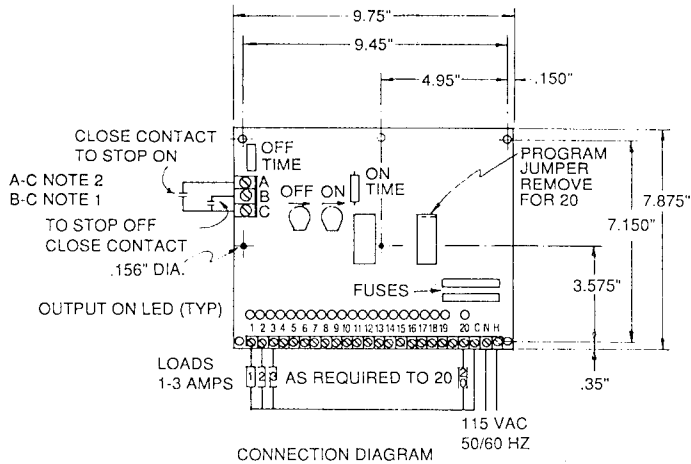 9.75"
9.45"
4.95"
.150"
CLOSE CONTACT
TO STOP ON
A-C NOTE 2
B-C NOTE 1
TO STOP OFF
CLOSE CONTACT
.156" DIA.
OFF
TIME
A
B
C
OFF ON
ON
TIME
PROGRAM
JUMPER
REMOVE
FOR 20
7.875"
7.150"
3.575"
.35"
FUSES
OUTPUT ON LED (TYP)
1 2 3 4 5 6 7 8 9 10 11 12 13 14 15 16 17 18 19 20 C N H
LOADS
1-3 AMPS
1 2 3 AS REQUIRED TO 20 20
115 VAC
50/60 HZ
CONNECTION DIAGRAM